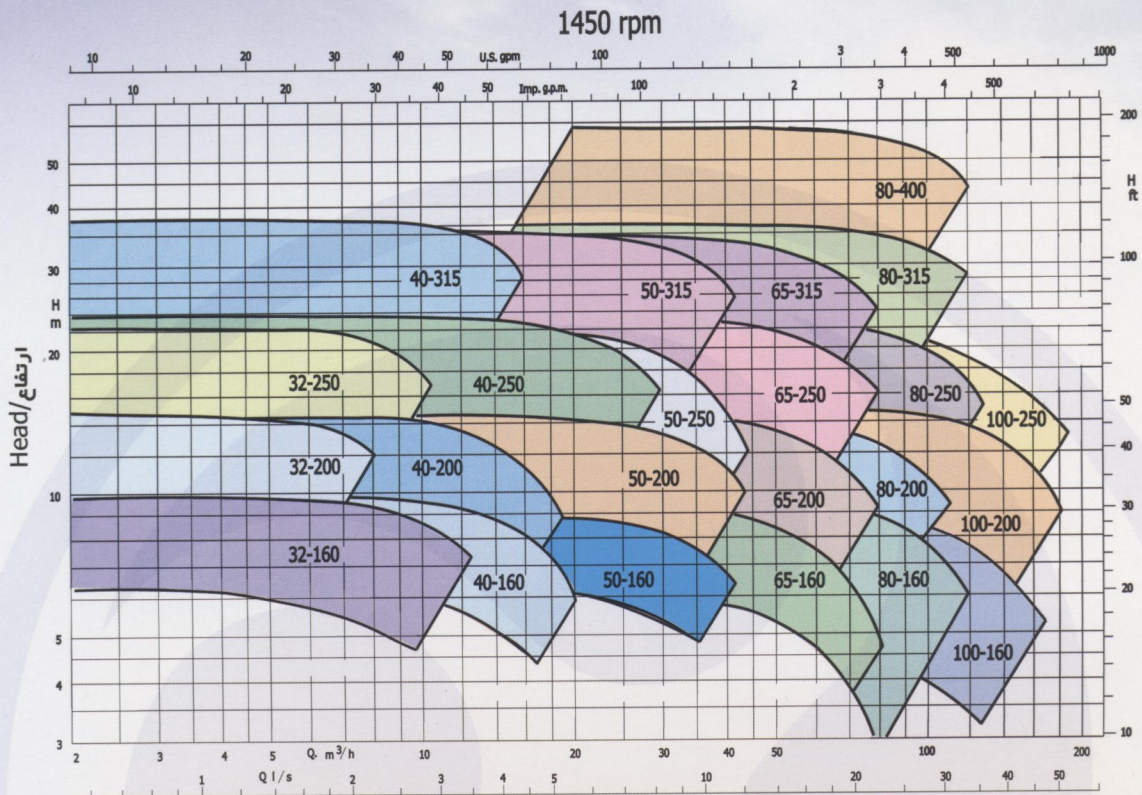 1450 rpm
10 20 30 40 50 U.S. gpm 100 3 4 500 1000
10 20 30 40 50 Imp. g.p.m. 100 2 3 4 500
200
50
80-400
H
ft
40
100
30
40-315 50-315 65-315 80-315
H
m
20
Head/ارتفاع
32-250 40-250 50-250 65-250 80-250 100-250
50
40
32-200 40-200 50-200 65-200 80-200 100-200
10
30
32-160 40-160 50-160 65-160 80-160 100-160
20
5
4
3
10
2 3 4 5 Q. m³/h 10 20 30 40 50 100 200
Q l/s 1 2 3 4 5 10 20 30 40 50